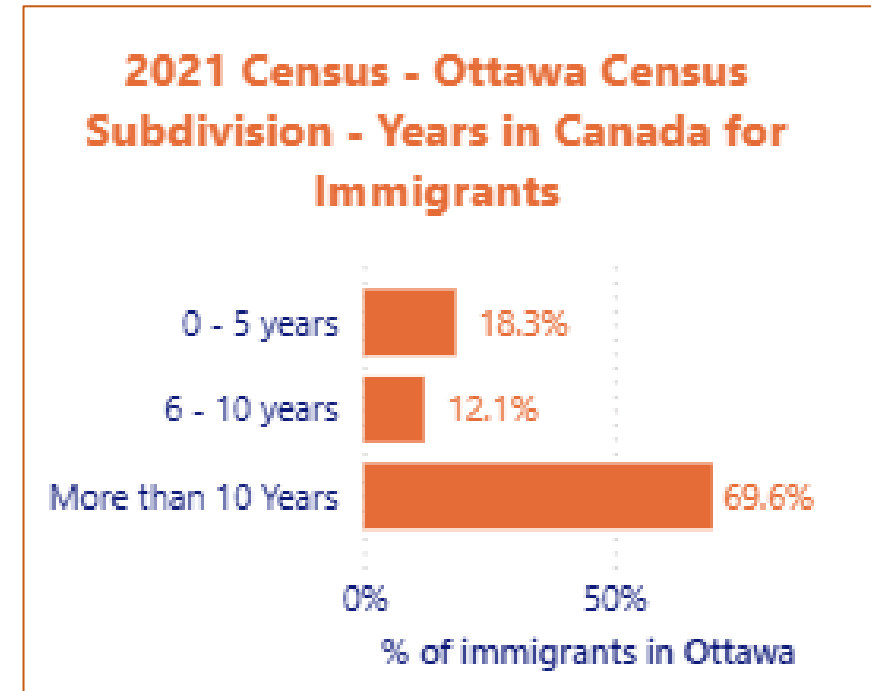 2021 Census - Ottawa Census
Subdivision - Years in Canada for
Immigrants
0 - 5 years
18.3%
6 - 10 years
12.1%
More than 10 Years
69.6%
0%
50%
% of immigrants in Ottawa